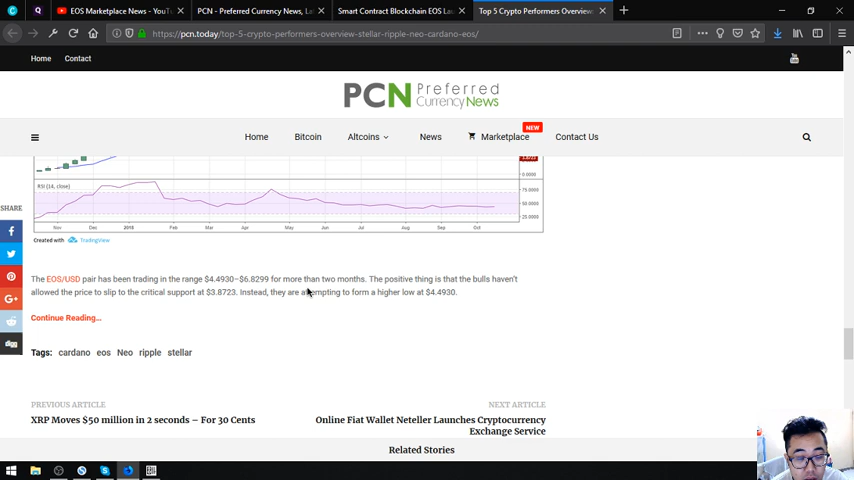 EOS Marketplace News - YouT
PCN - Preferred Currency News, La
Smart Contract Blockchain EOS Lau
Top 5 Crypto Performers Overview
https://pcn.today/top-5-crypto-performers-overview-stellar-ripple-neo-cardano-eos/
Home Contact
PCN Preferred
Currency News
NEW
Home Bitcoin Altcoins News Marketplace Contact Us
0.0000
RSI (14, close)
75.0000
50.0000
25.0000
Nov Dec 2018 Feb Mar Apr May Jun Jul Aug Sep Oct
SHARE
Created with TradingView
The EOS/USD pair has been trading in the range $4.4930–$6.8299 for more than two months. The positive thing is that the bulls haven't
allowed the price to slip to the critical support at $3.8723. Instead, they are attempting to form a higher low at $4.4930.
Continue Reading...
Tags: cardano eos Neo ripple stellar
PREVIOUS ARTICLE
XRP Moves $50 million in 2 seconds – For 30 Cents
NEXT ARTICLE
Online Fiat Wallet Neteller Launches Cryptocurrency
Exchange Service
Related Stories